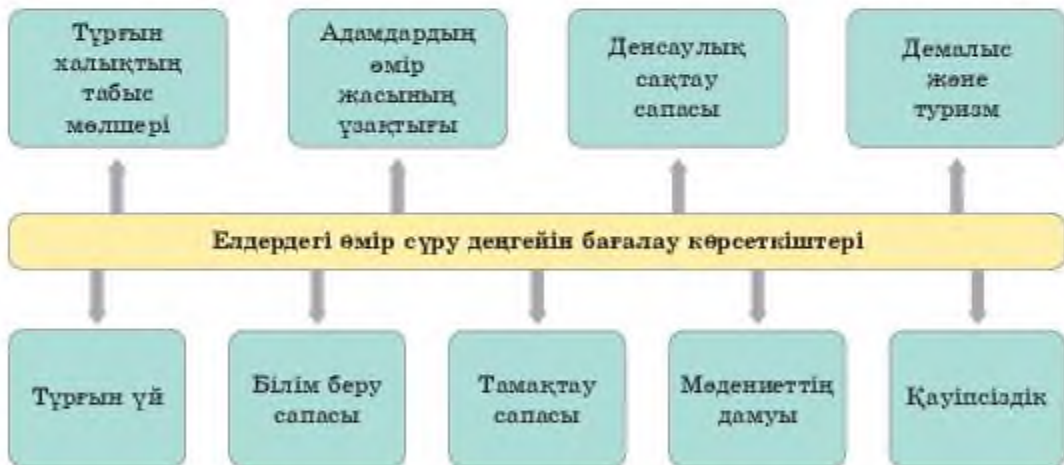 Тұрғын
халықтың
табыс
мөлшері
Адамдардың
өмір
жасының
ұзақтығы
Денсаулық
сақтау
сапасы
Демалыс
және
туризм
Елдердегі өмір сүру деңгейін бағалау көрсеткіштері
Тұрғын үй
Білім беру
сапасы
Тамақтау
сапасы
Мәдениеттің
дамуы
Қауіпсіздік